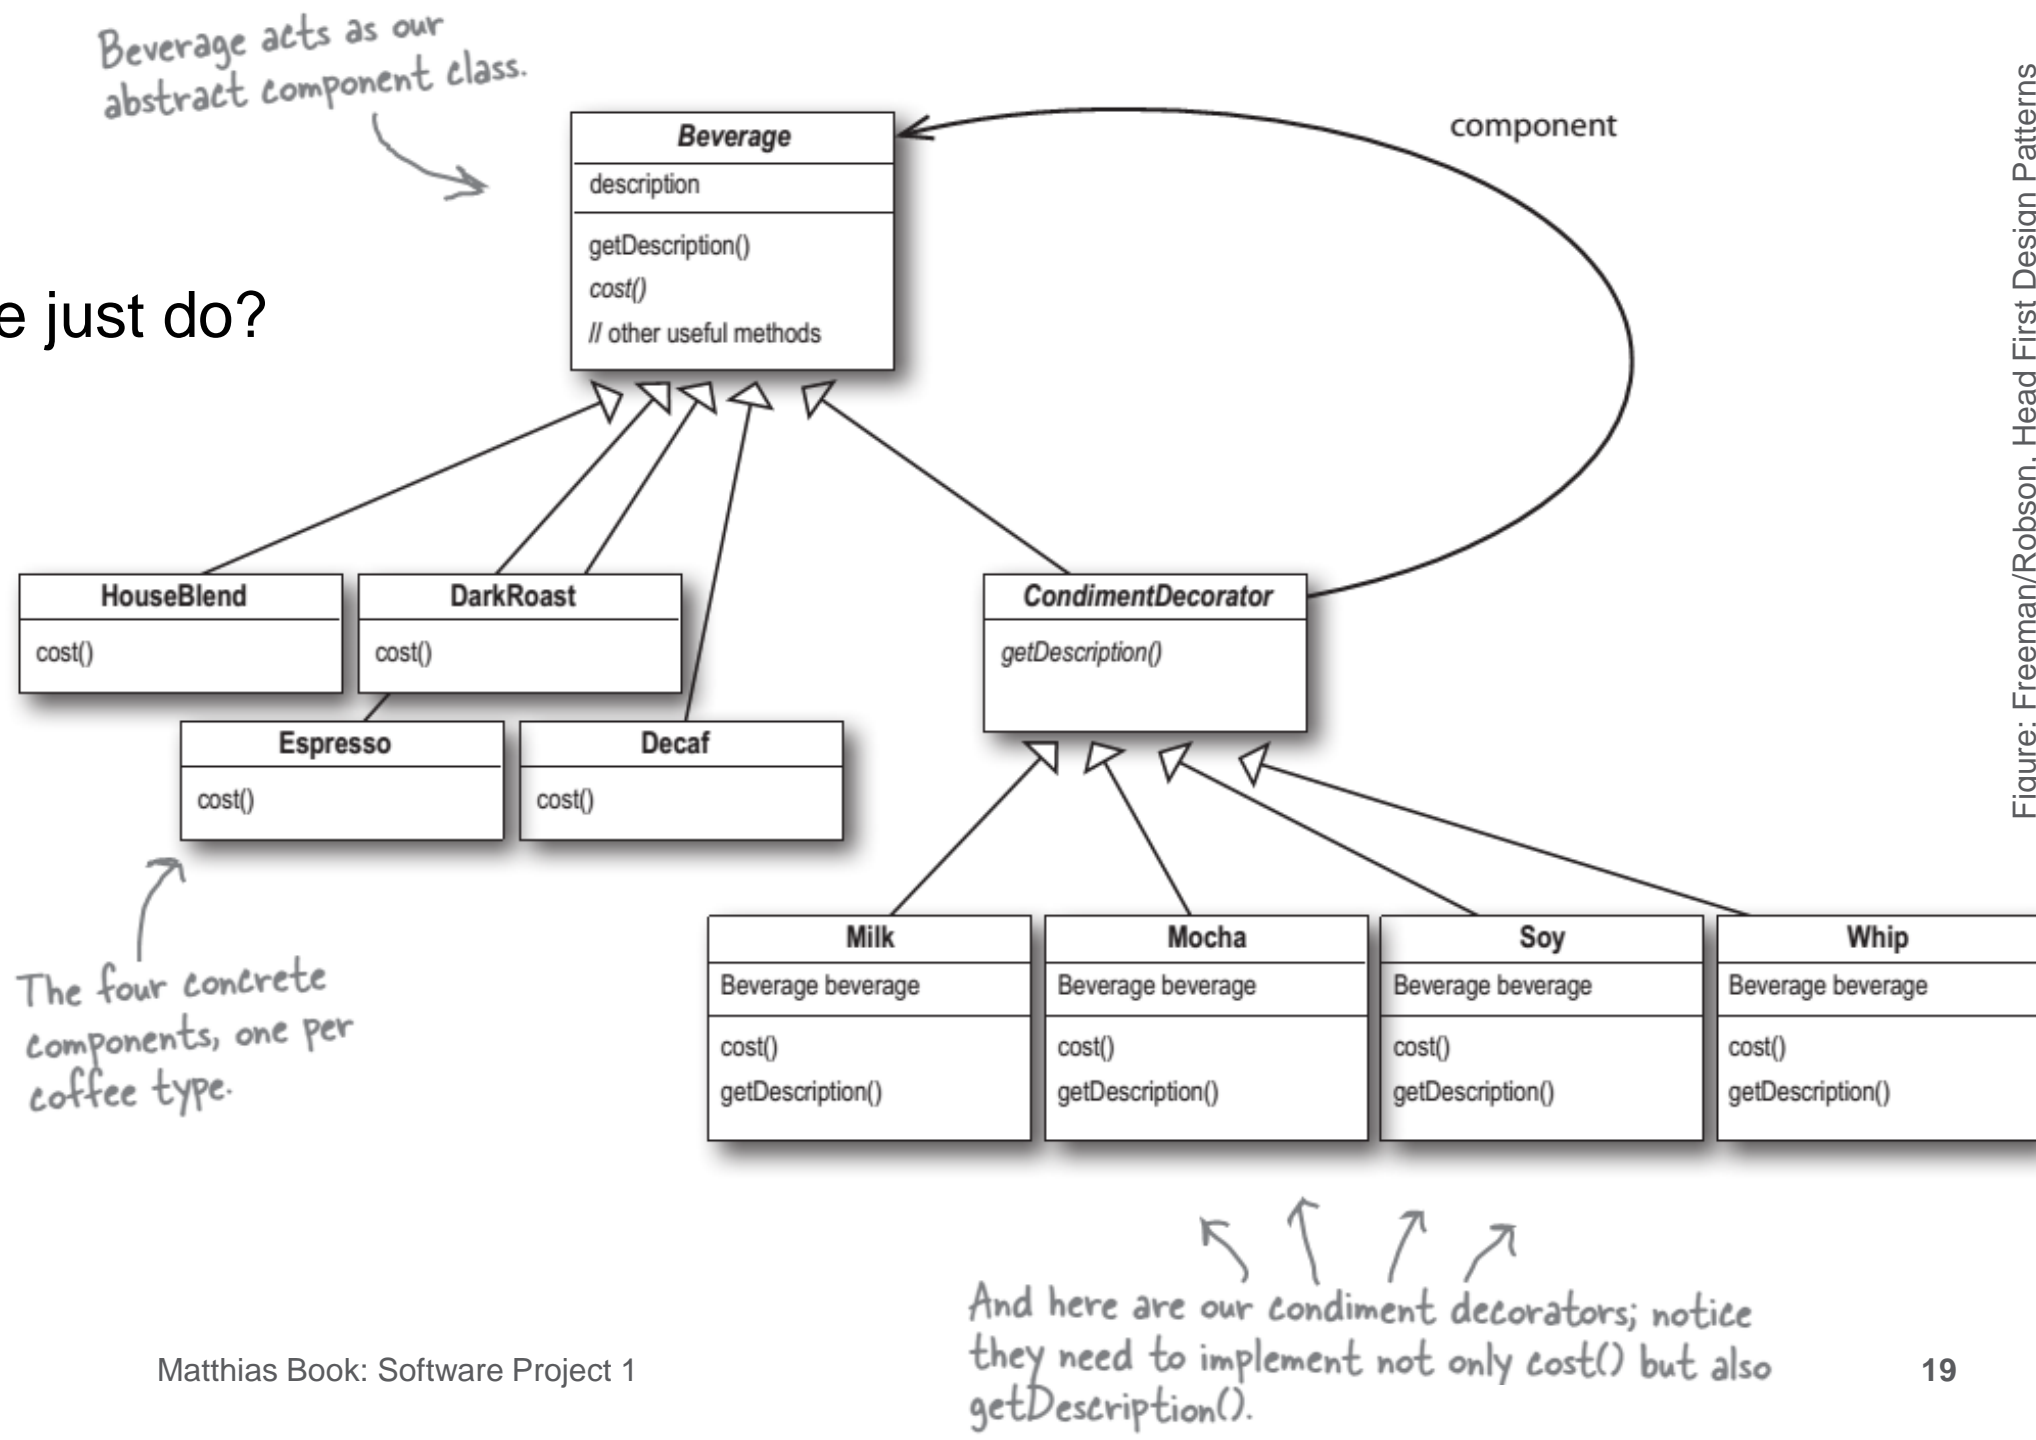 Beverage acts as our
abstract component class.
component
Beverage
description
getDescription()
cost()
// other useful methods
e just do?
HouseBlend
cost()
DarkRoast
cost()
Espresso
cost()
Decaf
cost()
CondimentDecorator
getDescription()
The four concrete
components, one per
coffee type.
Milk
Beverage beverage
cost()
getDescription()
Mocha
Beverage beverage
cost()
getDescription()
Soy
Beverage beverage
cost()
getDescription()
Whip
Beverage beverage
cost()
getDescription()
And here are our condiment decorators; notice
they need to implement not only cost() but also
getDescription().
Matthias Book: Software Project 1
19
Figure: Freeman/Robson, Head First Design Patterns